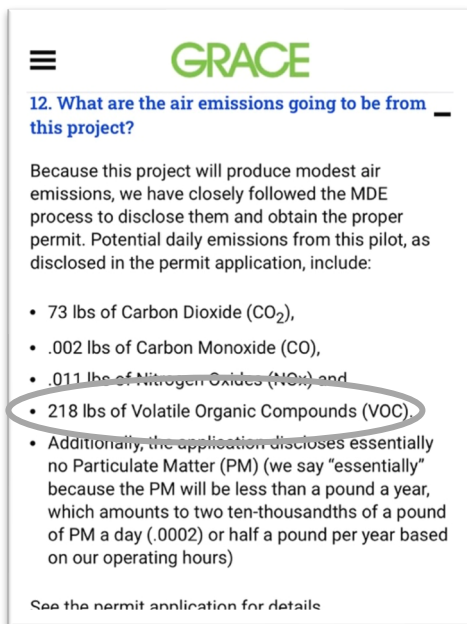 GRACE
12. What are the air emissions going to be from
this project?
Because this project will produce modest air
emissions, we have closely followed the MDE
process to disclose them and obtain the proper
permit. Potential daily emissions from this pilot, as
disclosed in the permit application, include:
• 73 lbs of Carbon Dioxide (CO₂),
• .002 lbs of Carbon Monoxide (CO),
• .011 lbs of Nitrogen Oxides (NOx) and
• 218 lbs of Volatile Organic Compounds (VOC).
• Additionally, the application discloses essentially
no Particulate Matter (PM) (we say “essentially”
because the PM will be less than a pound a year,
which amounts to two ten-thousandths of a pound
of PM a day (.0002) or half a pound per year based
on our operating hours)
See the permit application for details